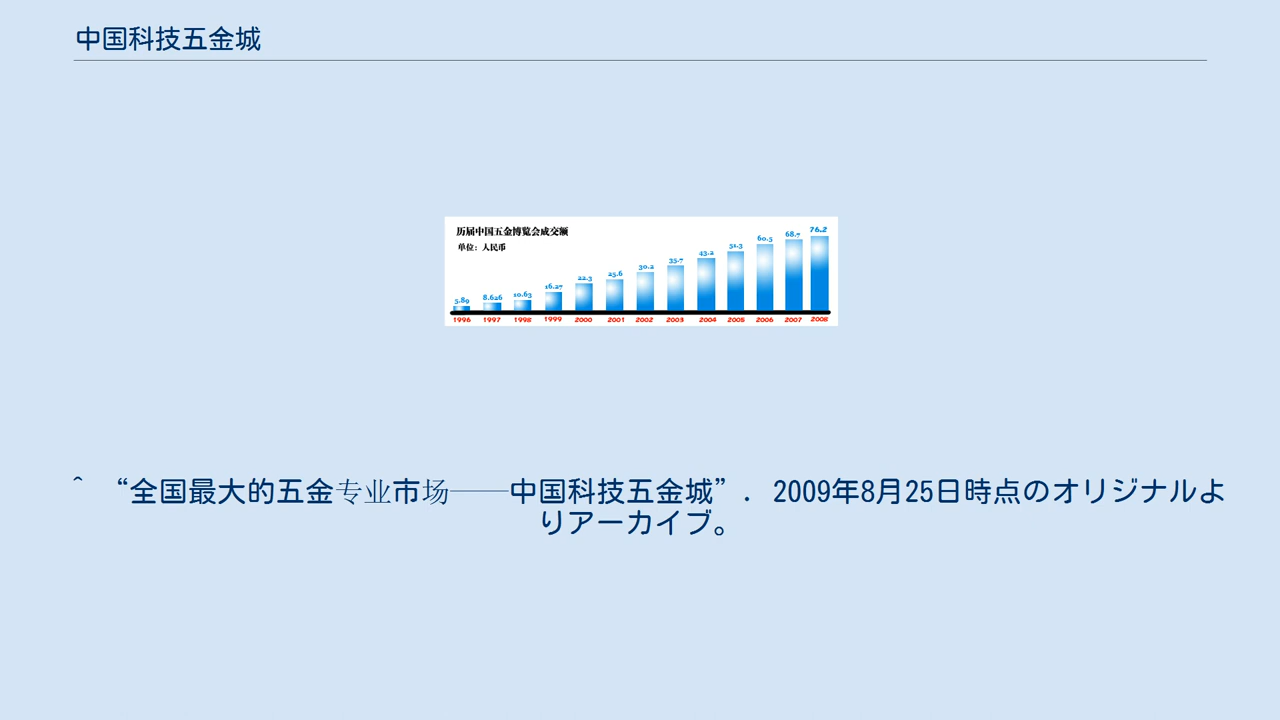 中国科技五金城
历届中国五金博览会成交额
单位：人民币
5.89 8.626 10.63 16.27 22.3 25.6 30.2 35.7 43.2 51.3 60.5 68.7 76.2
1996 1997 1998 1999 2000 2001 2002 2003 2004 2005 2006 2007 2008
^ “全国最大的五金专业市场——中国科技五金城”. 2009年8月25日時点のオリジナルよ
りアーカイブ。